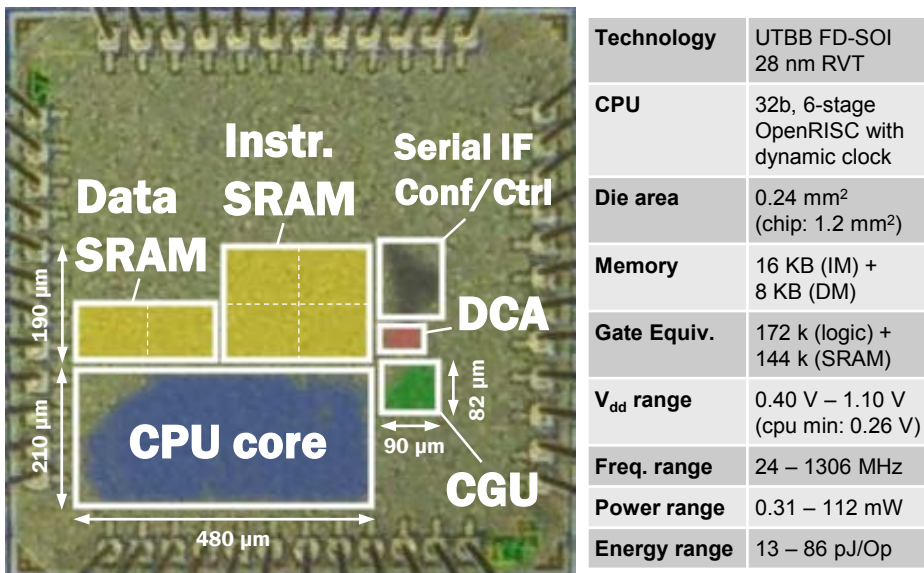 Instr.
SRAM
Data
SRAM
Serial IF
Conf/Ctrl
DCA
190 µm
210 µm
CPU core
82 µm
90 µm
CGU
480 µm
Technology
UTBB FD-SOI
28 nm RVT
CPU
32b, 6-stage
OpenRISC with
dynamic clock
Die area
0.24 mm²
(chip: 1.2 mm²)
Memory
16 KB (IM) +
8 KB (DM)
Gate Equiv.
172 k (logic) +
144 k (SRAM)
Vdd range
0.40 V – 1.10 V
(cpu min: 0.26 V)
Freq. range
24 – 1306 MHz
Power range
0.31 – 112 mW
Energy range
13 – 86 pJ/Op